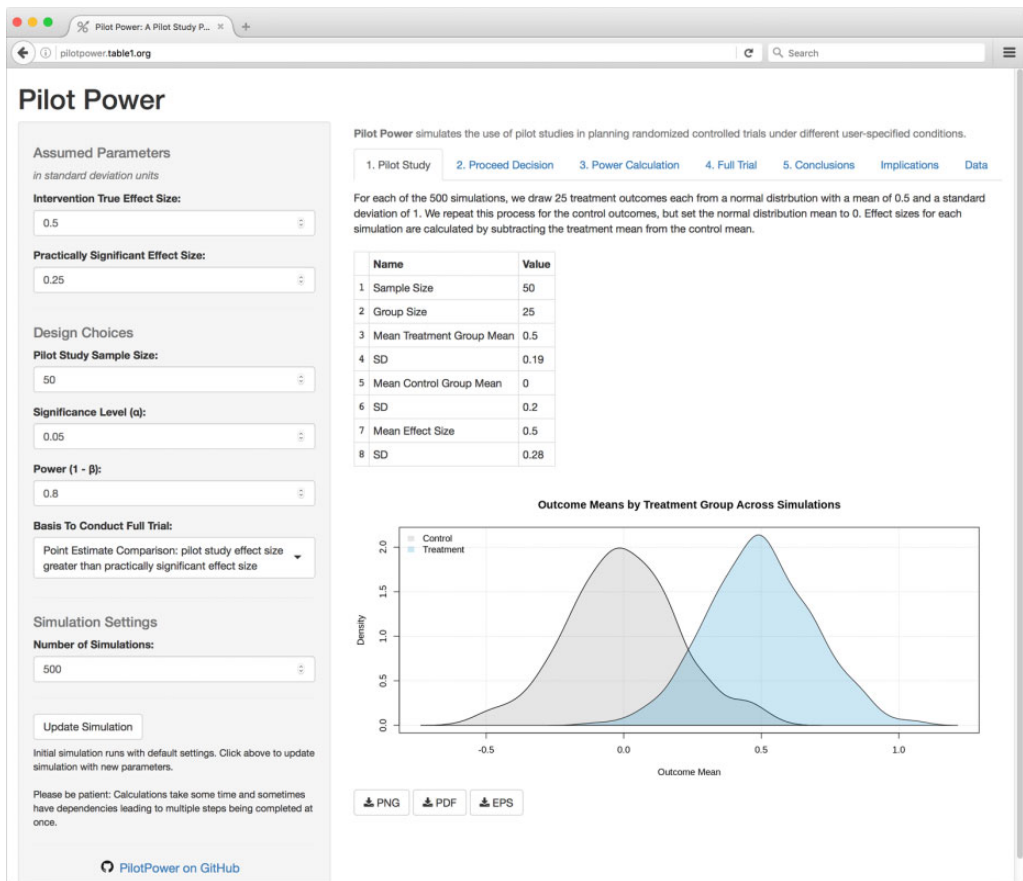 Pilot Power: A Pilot Study P...
pilotpower.table1.org
Search
Pilot Power
Assumed Parameters
in standard deviation units
Intervention True Effect Size:
0.5
Practically Significant Effect Size:
0.25
Design Choices
Pilot Study Sample Size:
50
Significance Level (α):
0.05
Power (1 - β):
0.8
Basis To Conduct Full Trial:
Point Estimate Comparison: pilot study effect size
greater than practically significant effect size
Simulation Settings
Number of Simulations:
500
Update Simulation
Initial simulation runs with default settings. Click above to update
simulation with new parameters.
Please be patient: Calculations take some time and sometimes
have dependencies leading to multiple steps being completed at
once.
PilotPower on GitHub
Pilot Power simulates the use of pilot studies in planning randomized controlled trials under different user-specified conditions.
1. Pilot Study 2. Proceed Decision 3. Power Calculation 4. Full Trial 5. Conclusions Implications Data
For each of the 500 simulations, we draw 25 treatment outcomes each from a normal distrbution with a mean of 0.5 and a standard
deviation of 1. We repeat this process for the control outcomes, but set the normal distribution mean to 0. Effect sizes for each
simulation are calculated by subtracting the treatment mean from the control mean.
Name Value
1 Sample Size 50
2 Group Size 25
3 Mean Treatment Group Mean 0.5
4 SD 0.19
5 Mean Control Group Mean 0
6 SD 0.2
7 Mean Effect Size 0.5
8 SD 0.28
Outcome Means by Treatment Group Across Simulations
Control
Treatment
Density
2.0
1.5
1.0
0.5
0.0
-0.5 0.0 0.5 1.0
Outcome Mean
PNG PDF EPS